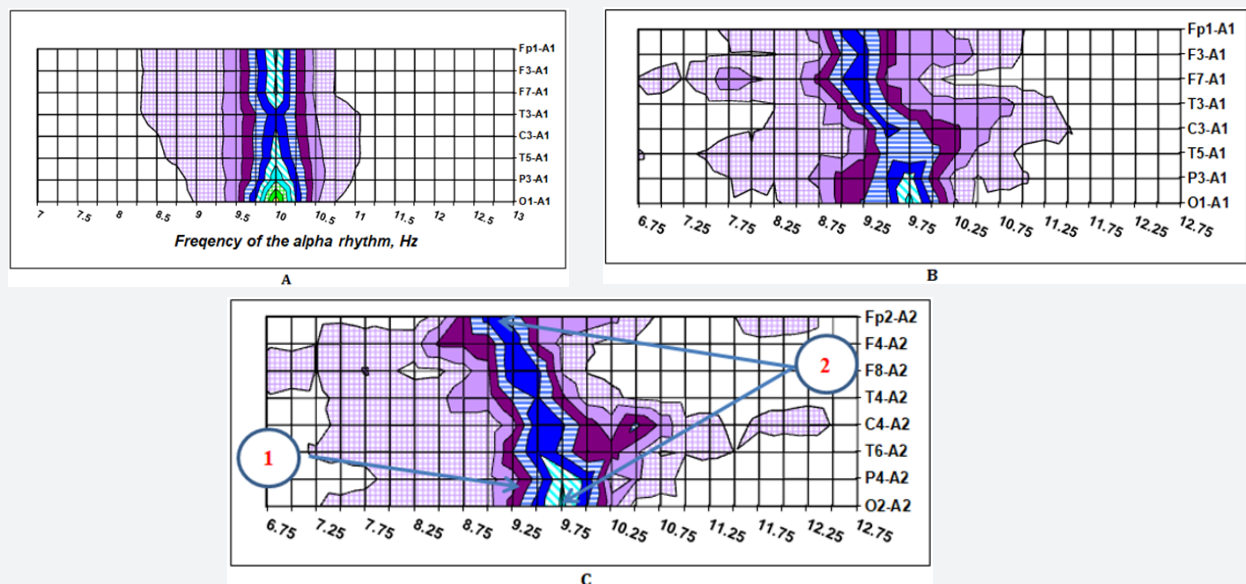 Fp1-A1
F3-A1
F7-A1
T3-A1
C3-A1
T5-A1
P3-A1
O1-A1
7 7.5 8 8.5 9 9.5 10 10.5 11 11.5 12 12.5 13
Freqency of the alpha rhythm, Hz
A
Fp1-A1
F3-A1
F7-A1
T3-A1
C3-A1
T5-A1
P3-A1
O1-A1
6.75 7.25 7.75 8.25 8.75 9.25 9.75 10.25 10.75 11.25 11.75 12.25 12.75
B
Fp2-A2
F4-A2
2
F8-A2
T4-A2
C4-A2
T6-A2
1
P4-A2
O2-A2
6.75 7.25 7.75 8.25 8.75 9.25 9.75 10.25 10.75 11.25 11.75 12.25 12.75
C